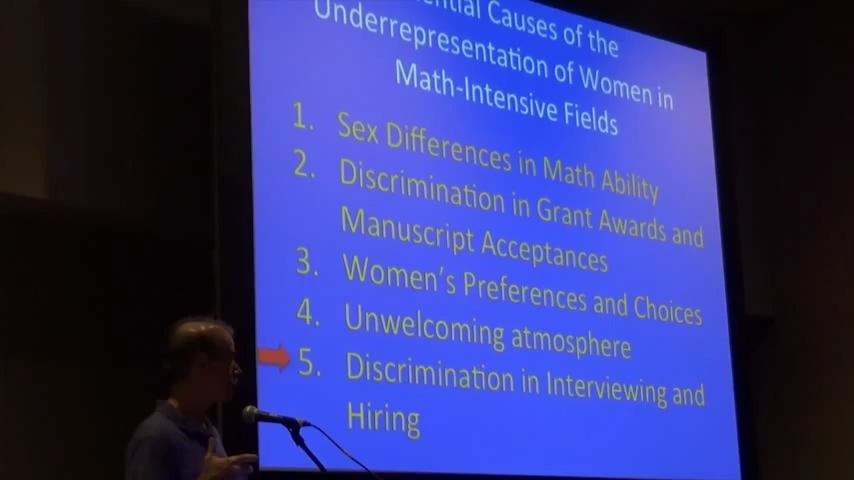 Causes of the
Underrepresentation of Women in
Math-Intensive Fields
1. Sex Differences in Math Ability
2. Discrimination in Grant Awards and
Manuscript Acceptances
3. Women's Preferences and Choices
4. Unwelcoming atmosphere
5. Discrimination in Interviewing and
Hiring